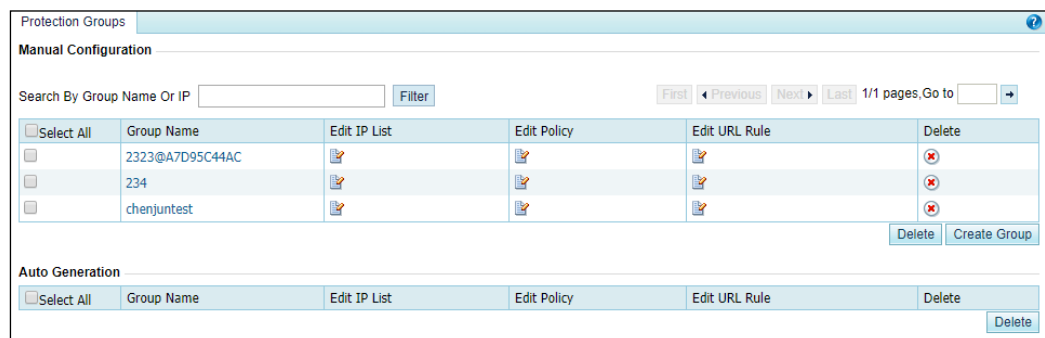 Protection Groups
Manual Configuration
Search By Group Name Or IP Filter First Previous Next Last 1/1 pages,Go to
Select All Group Name Edit IP List Edit Policy Edit URL Rule Delete
2323@A7D95C44AC
234
chenjuntest
Delete Create Group
Auto Generation
Select All Group Name Edit IP List Edit Policy Edit URL Rule Delete
Delete